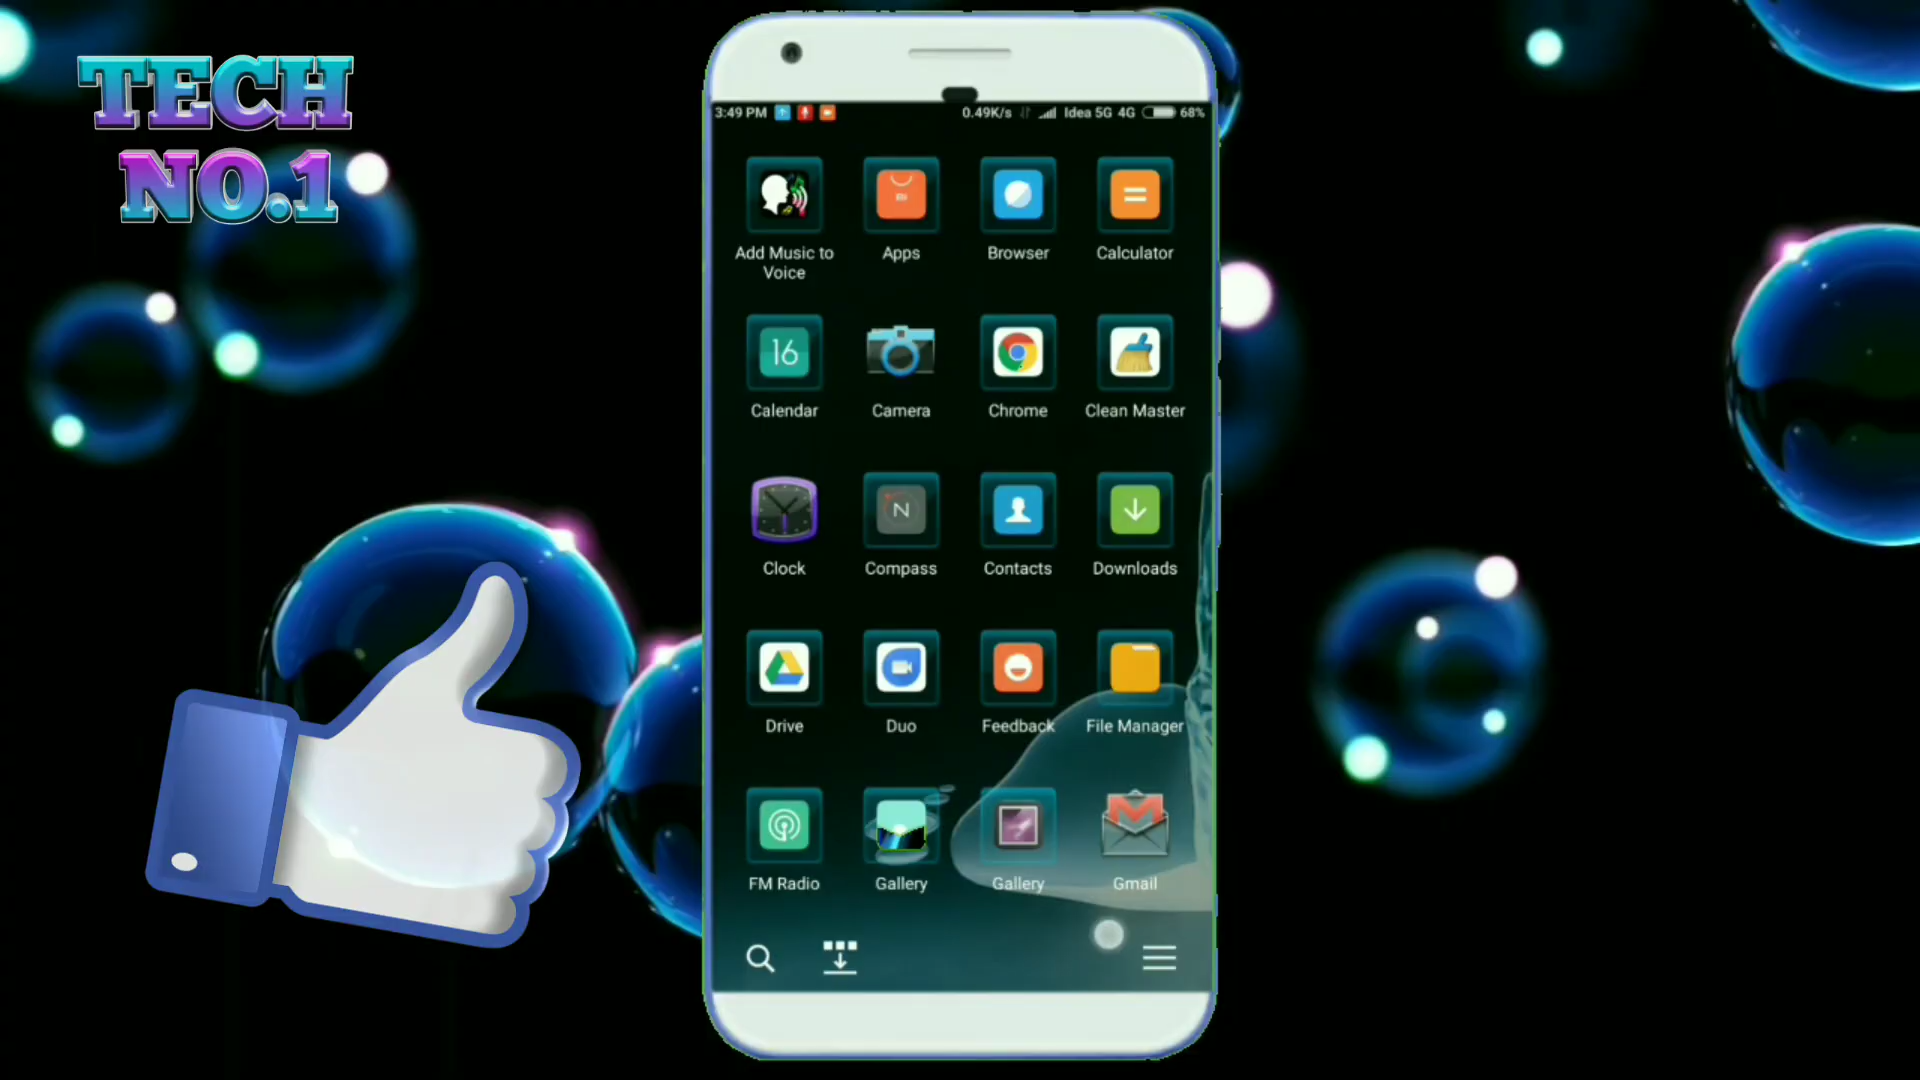 TECH
NO.1
3:49 PM 0.49K/s Idea 5G 4G 68%
Add Music to
Voice
Apps
Browser
Calculator
16
Calendar
Camera
Chrome
Clean Master
N
Clock
Compass
Contacts
Downloads
Drive
Duo
Feedback
File Manager
FM Radio
Gallery
Gallery
Gmail